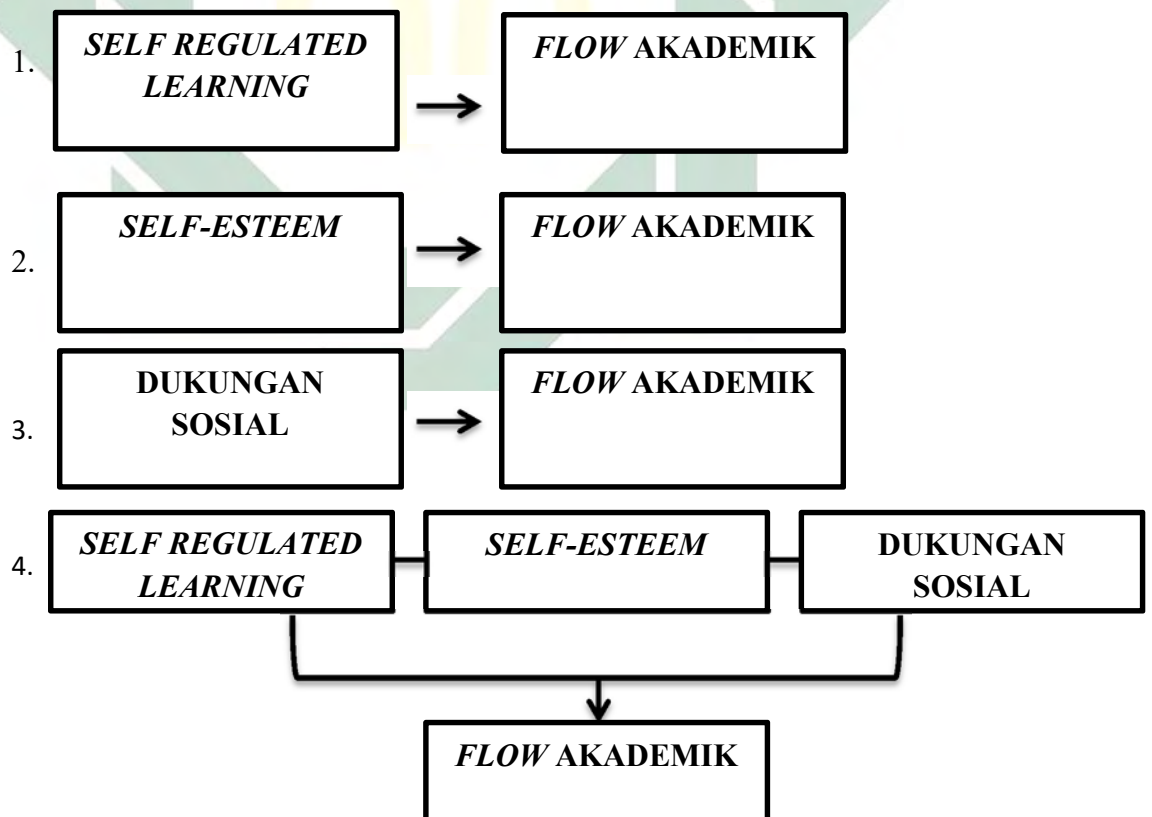 1.
SELF REGULATED
LEARNING
FLOW AKADEMIK
2.
SELF-ESTEEM
FLOW AKADEMIK
3.
DUKUNGAN
SOSIAL
FLOW AKADEMIK
4.
SELF REGULATED
LEARNING
SELF-ESTEEM
DUKUNGAN
SOSIAL
FLOW AKADEMIK